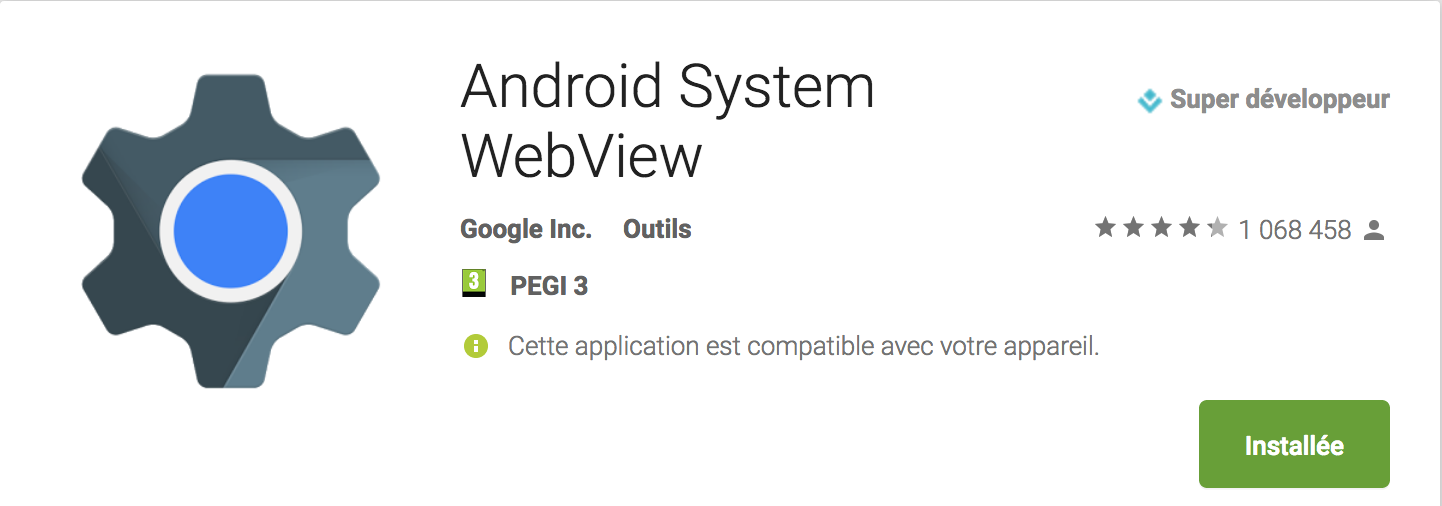 Android System
WebView
Super développeur
Google Inc. Outils
1 068 458
3
PEGI 3
Cette application est compatible avec votre appareil.
Installée